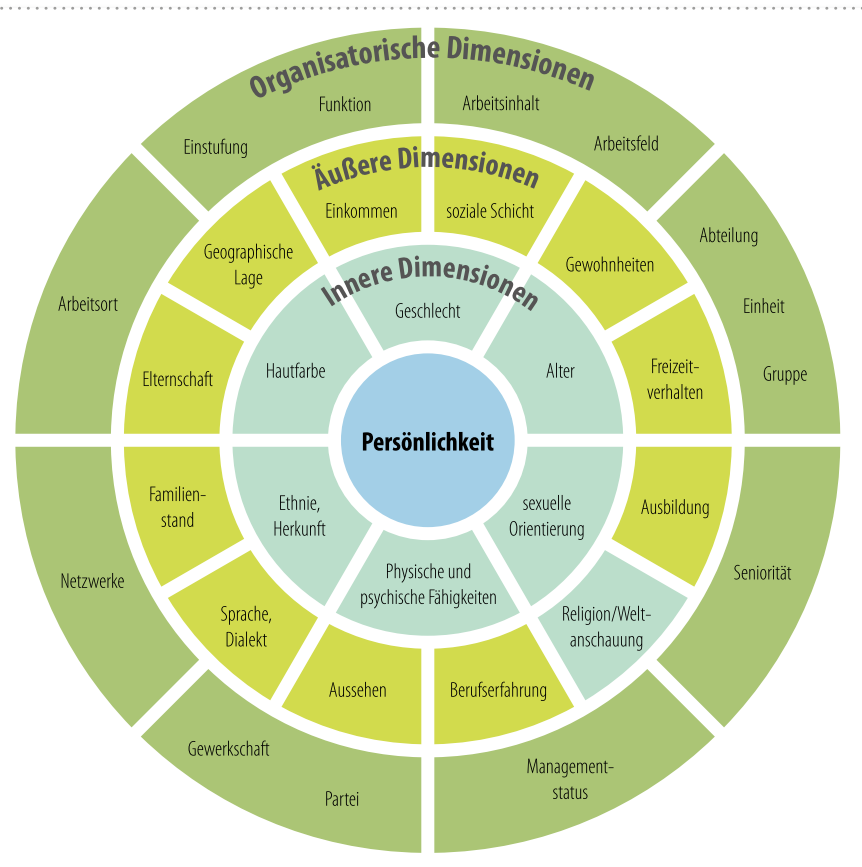 Organisatorische Dimensionen
Funktion
Arbeitsinhalt
Einstufung
Arbeitsfeld
Äußere Dimensionen
Einkommen
soziale Schicht
Abteilung
Geographische
Lage
Gewohnheiten
Innere Dimensionen
Geschlecht
Arbeitsort
Einheit
Elternschaft
Hautfarbe
Alter
Freizeit-
verhalten
Gruppe
Persönlichkeit
Familien-
stand
Ethnie,
Herkunft
sexuelle
Orientierung
Ausbildung
Netzwerke
Physische und
psychische Fähigkeiten
Seniorität
Sprache,
Dialekt
Religion/Welt-
anschauung
Aussehen
Berufserfahrung
Gewerkschaft
Partei
Management-
status